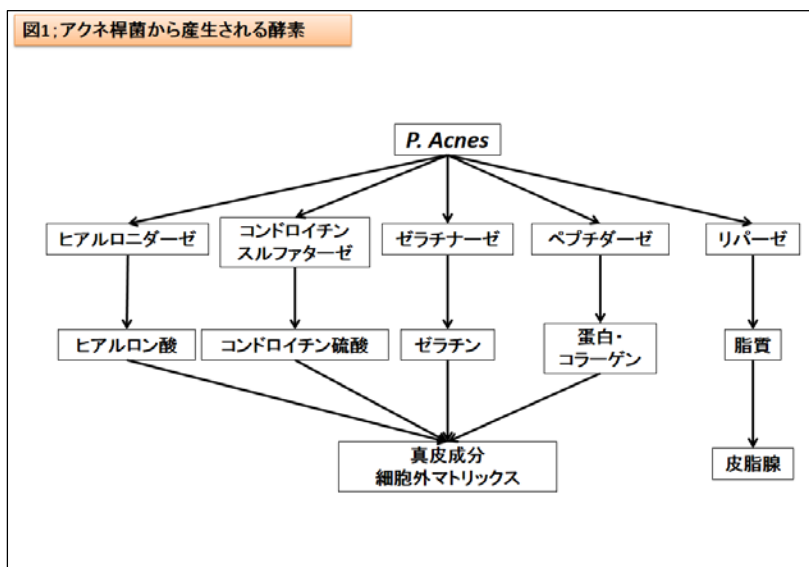 図1;アクネ桿菌から産生される酵素
P. Acnes
ヒアルロニダーゼ
コンドロイチン
スルファターゼ
ゼラチナーゼ
ペプチダーゼ
リパーゼ
ヒアルロン酸
コンドロイチン硫酸
ゼラチン
蛋白・
コラーゲン
脂質
真皮成分
細胞外マトリックス
皮脂腺